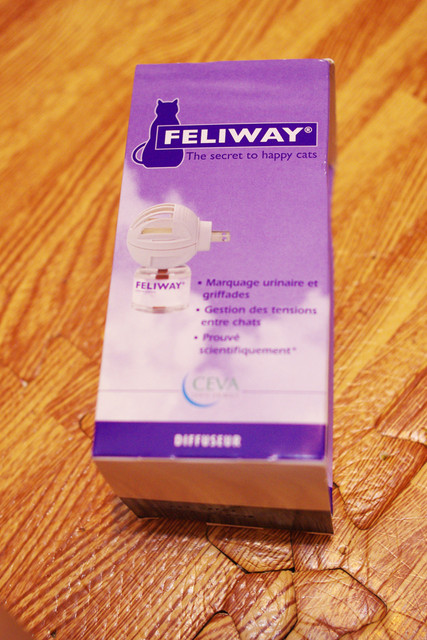 FELIWAY®
The secret to happy cats
FELIWAY®
• Marquage urinaire et
griffades
• Gestion des tensions
entre chats
• Prouvé
scientifiquement*
CEVA
DIFFUSEUR